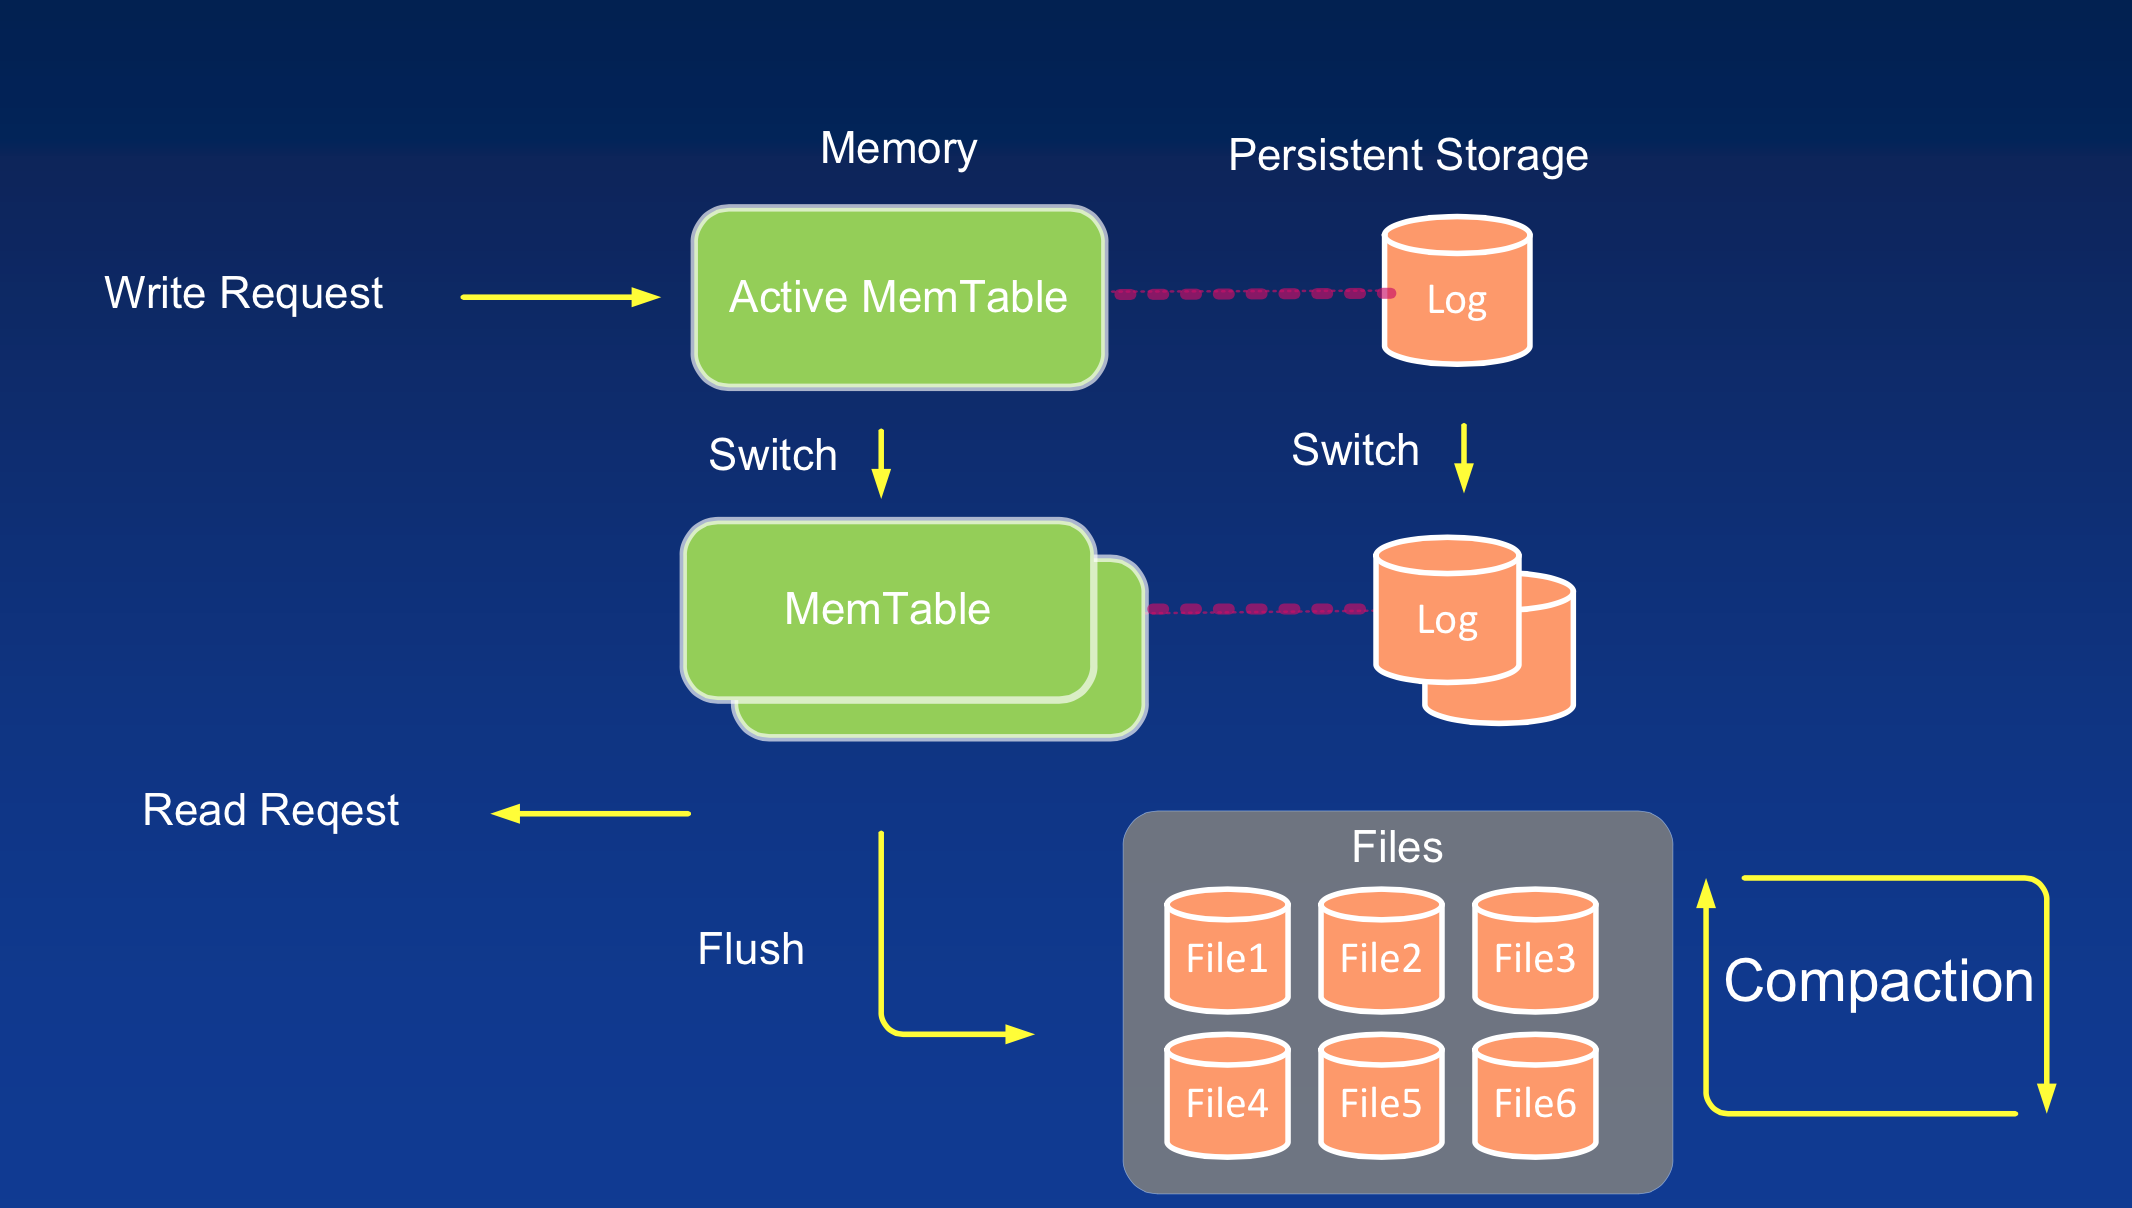 Memory
Persistent Storage
Write Request
Active MemTable
Log
Switch
Switch
MemTable
Log
Read Reqest
Files
Flush
File1
File2
File3
Compaction
File4
File5
File6